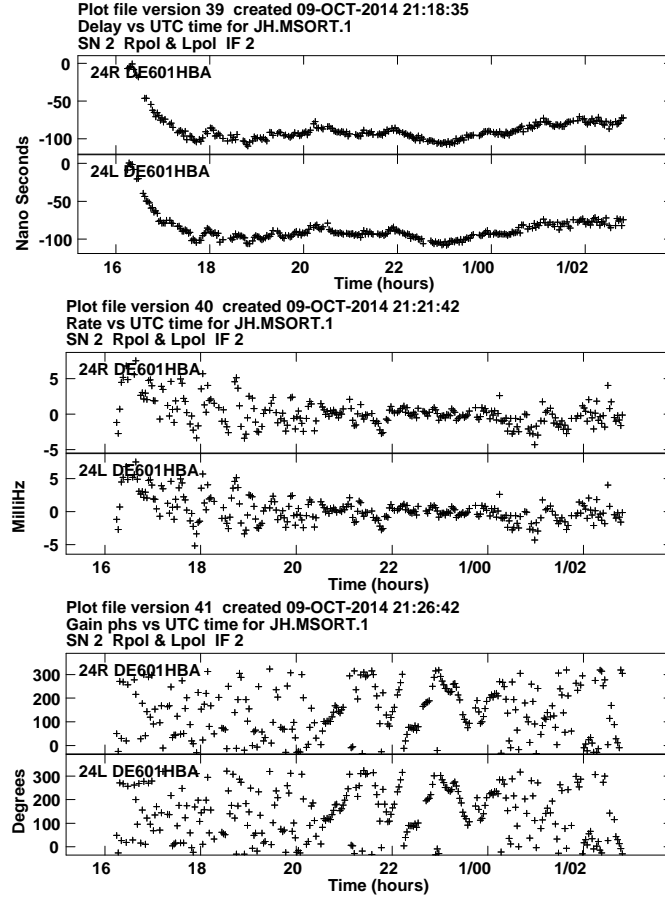 Plot file version 39 created 09-OCT-2014 21:18:35
Delay vs UTC time for JH.MSORT.1
SN 2 Rpol & Lpol IF 2
24R DE601HBA
0
-50
-100
24L DE601HBA
0
-50
-100
Nano Seconds
16 18 20 22 1/00 1/02
Time (hours)
Plot file version 40 created 09-OCT-2014 21:21:42
Rate vs UTC time for JH.MSORT.1
SN 2 Rpol & Lpol IF 2
24R DE601HBA
5
0
-5
24L DE601HBA
5
0
-5
MilliHz
16 18 20 22 1/00 1/02
Time (hours)
Plot file version 41 created 09-OCT-2014 21:26:42
Gain phs vs UTC time for JH.MSORT.1
SN 2 Rpol & Lpol IF 2
24R DE601HBA
300
200
100
0
24L DE601HBA
300
200
100
0
Degrees
16 18 20 22 1/00 1/02
Time (hours)